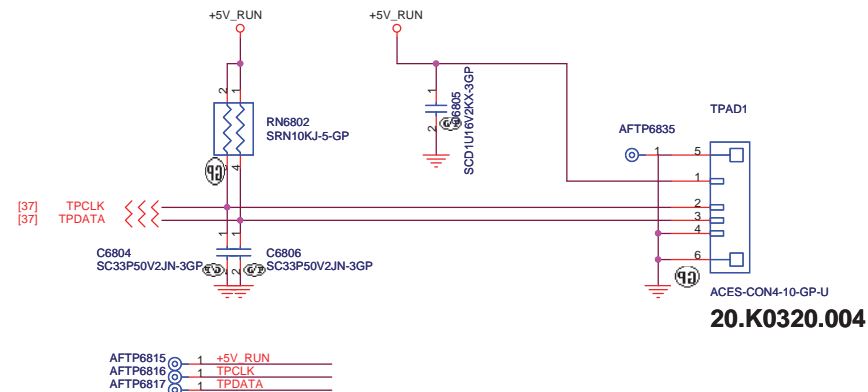 +5V_RUN
+5V_RUN
2 1
RN6802
SRN10KJ-5-GP
GP
4
1
2
C6805
SCD1U16V2KX-3GP
TPAD1
AFTP6835
1
5
1
2
3
4
6
GP
[37] TPCLK
[37] TPDATA
1 1
C6804
SC33P50V2JN-3GP
2 2
C6806
SC33P50V2JN-3GP
ACES-CON4-10-GP-U
20.K0320.004
AFTP6815 1 +5V_RUN
AFTP6816 1 TPCLK
AFTP6817 1 TPDATA